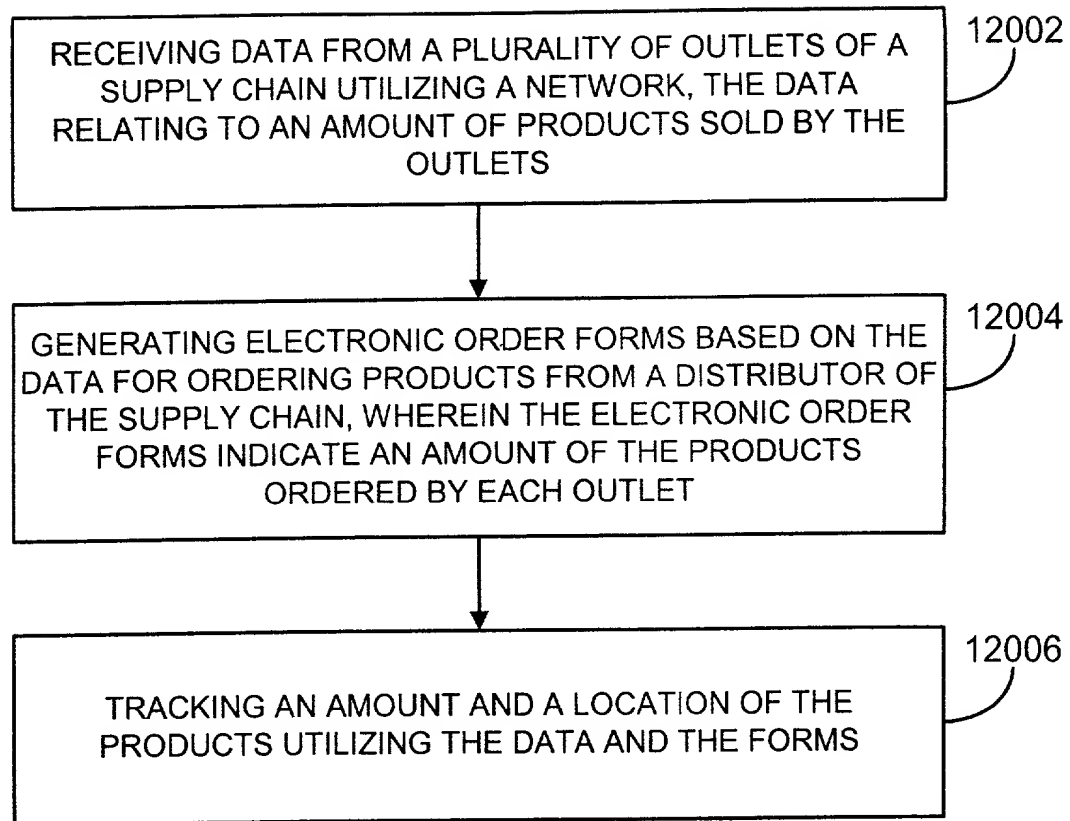 12002
RECEIVING DATA FROM A PLURALITY OF OUTLETS OF A
SUPPLY CHAIN UTILIZING A NETWORK, THE DATA
RELATING TO AN AMOUNT OF PRODUCTS SOLD BY THE
OUTLETS
12004
GENERATING ELECTRONIC ORDER FORMS BASED ON THE
DATA FOR ORDERING PRODUCTS FROM A DISTRIBUTOR OF
THE SUPPLY CHAIN, WHEREIN THE ELECTRONIC ORDER
FORMS INDICATE AN AMOUNT OF THE PRODUCTS
ORDERED BY EACH OUTLET
12006
TRACKING AN AMOUNT AND A LOCATION OF THE
PRODUCTS UTILIZING THE DATA AND THE FORMS